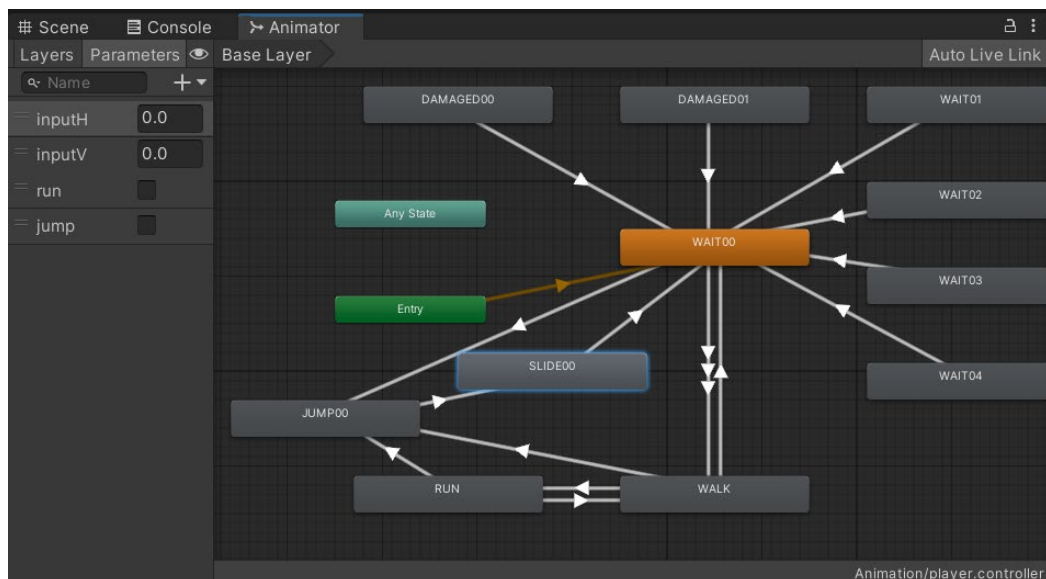 Scene
Console
Animator
Layers
Parameters
Base Layer
Auto Live Link
Name
inputH
0.0
inputV
0.0
run
jump
DAMAGED00
DAMAGED01
WAIT01
WAIT02
Any State
WAIT00
WAIT03
Entry
SLIDE00
WAIT04
JUMP00
RUN
WALK
Animation/player.controller